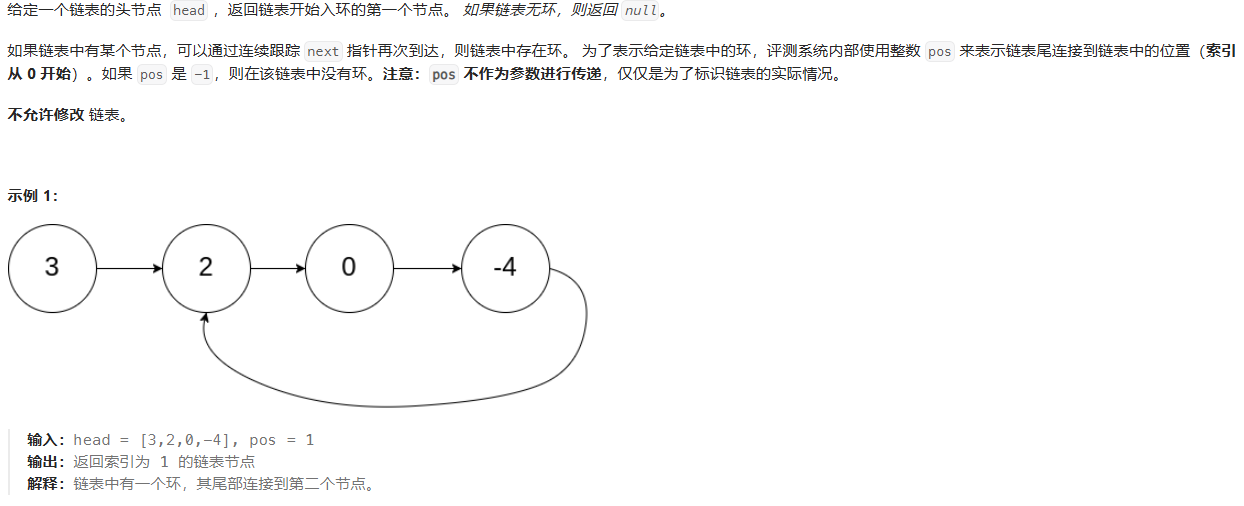 给定一个链表的头节点 head ，返回链表开始入环的第一个节点。 如果链表无环，则返回 null。
如果链表中有某个节点，可以通过连续跟踪 next 指针再次到达，则链表中存在环。 为了表示给定链表中的环，评测系统内部使用整数 pos 来表示链表尾连接到链表中的位置（索引
从 0 开始）。如果 pos 是 -1，则在该链表中没有环。注意：pos 不作为参数进行传递，仅仅是为了标识链表的实际情况。
不允许修改 链表。
示例 1：
3 2 0 -4
输入：head = [3,2,0,-4], pos = 1
输出：返回索引为 1 的链表节点
解释：链表中有一个环，其尾部连接到第二个节点。